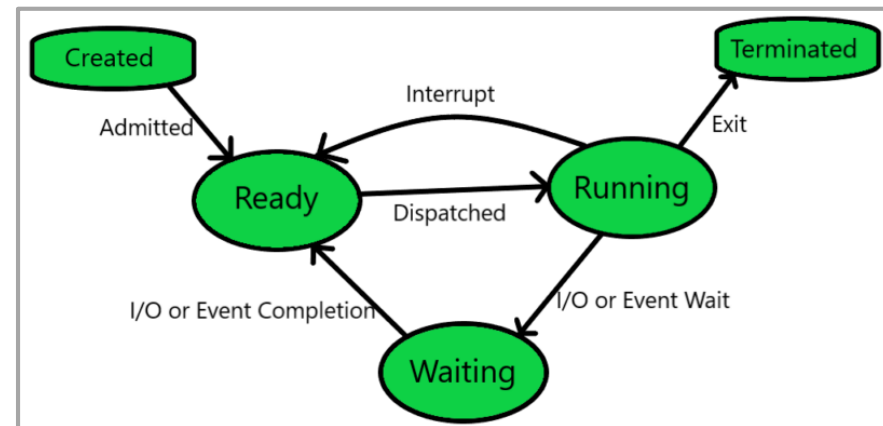 Created
Terminated
Interrupt
Admitted
Exit
Ready
Running
Dispatched
I/O or Event Completion
I/O or Event Wait
Waiting